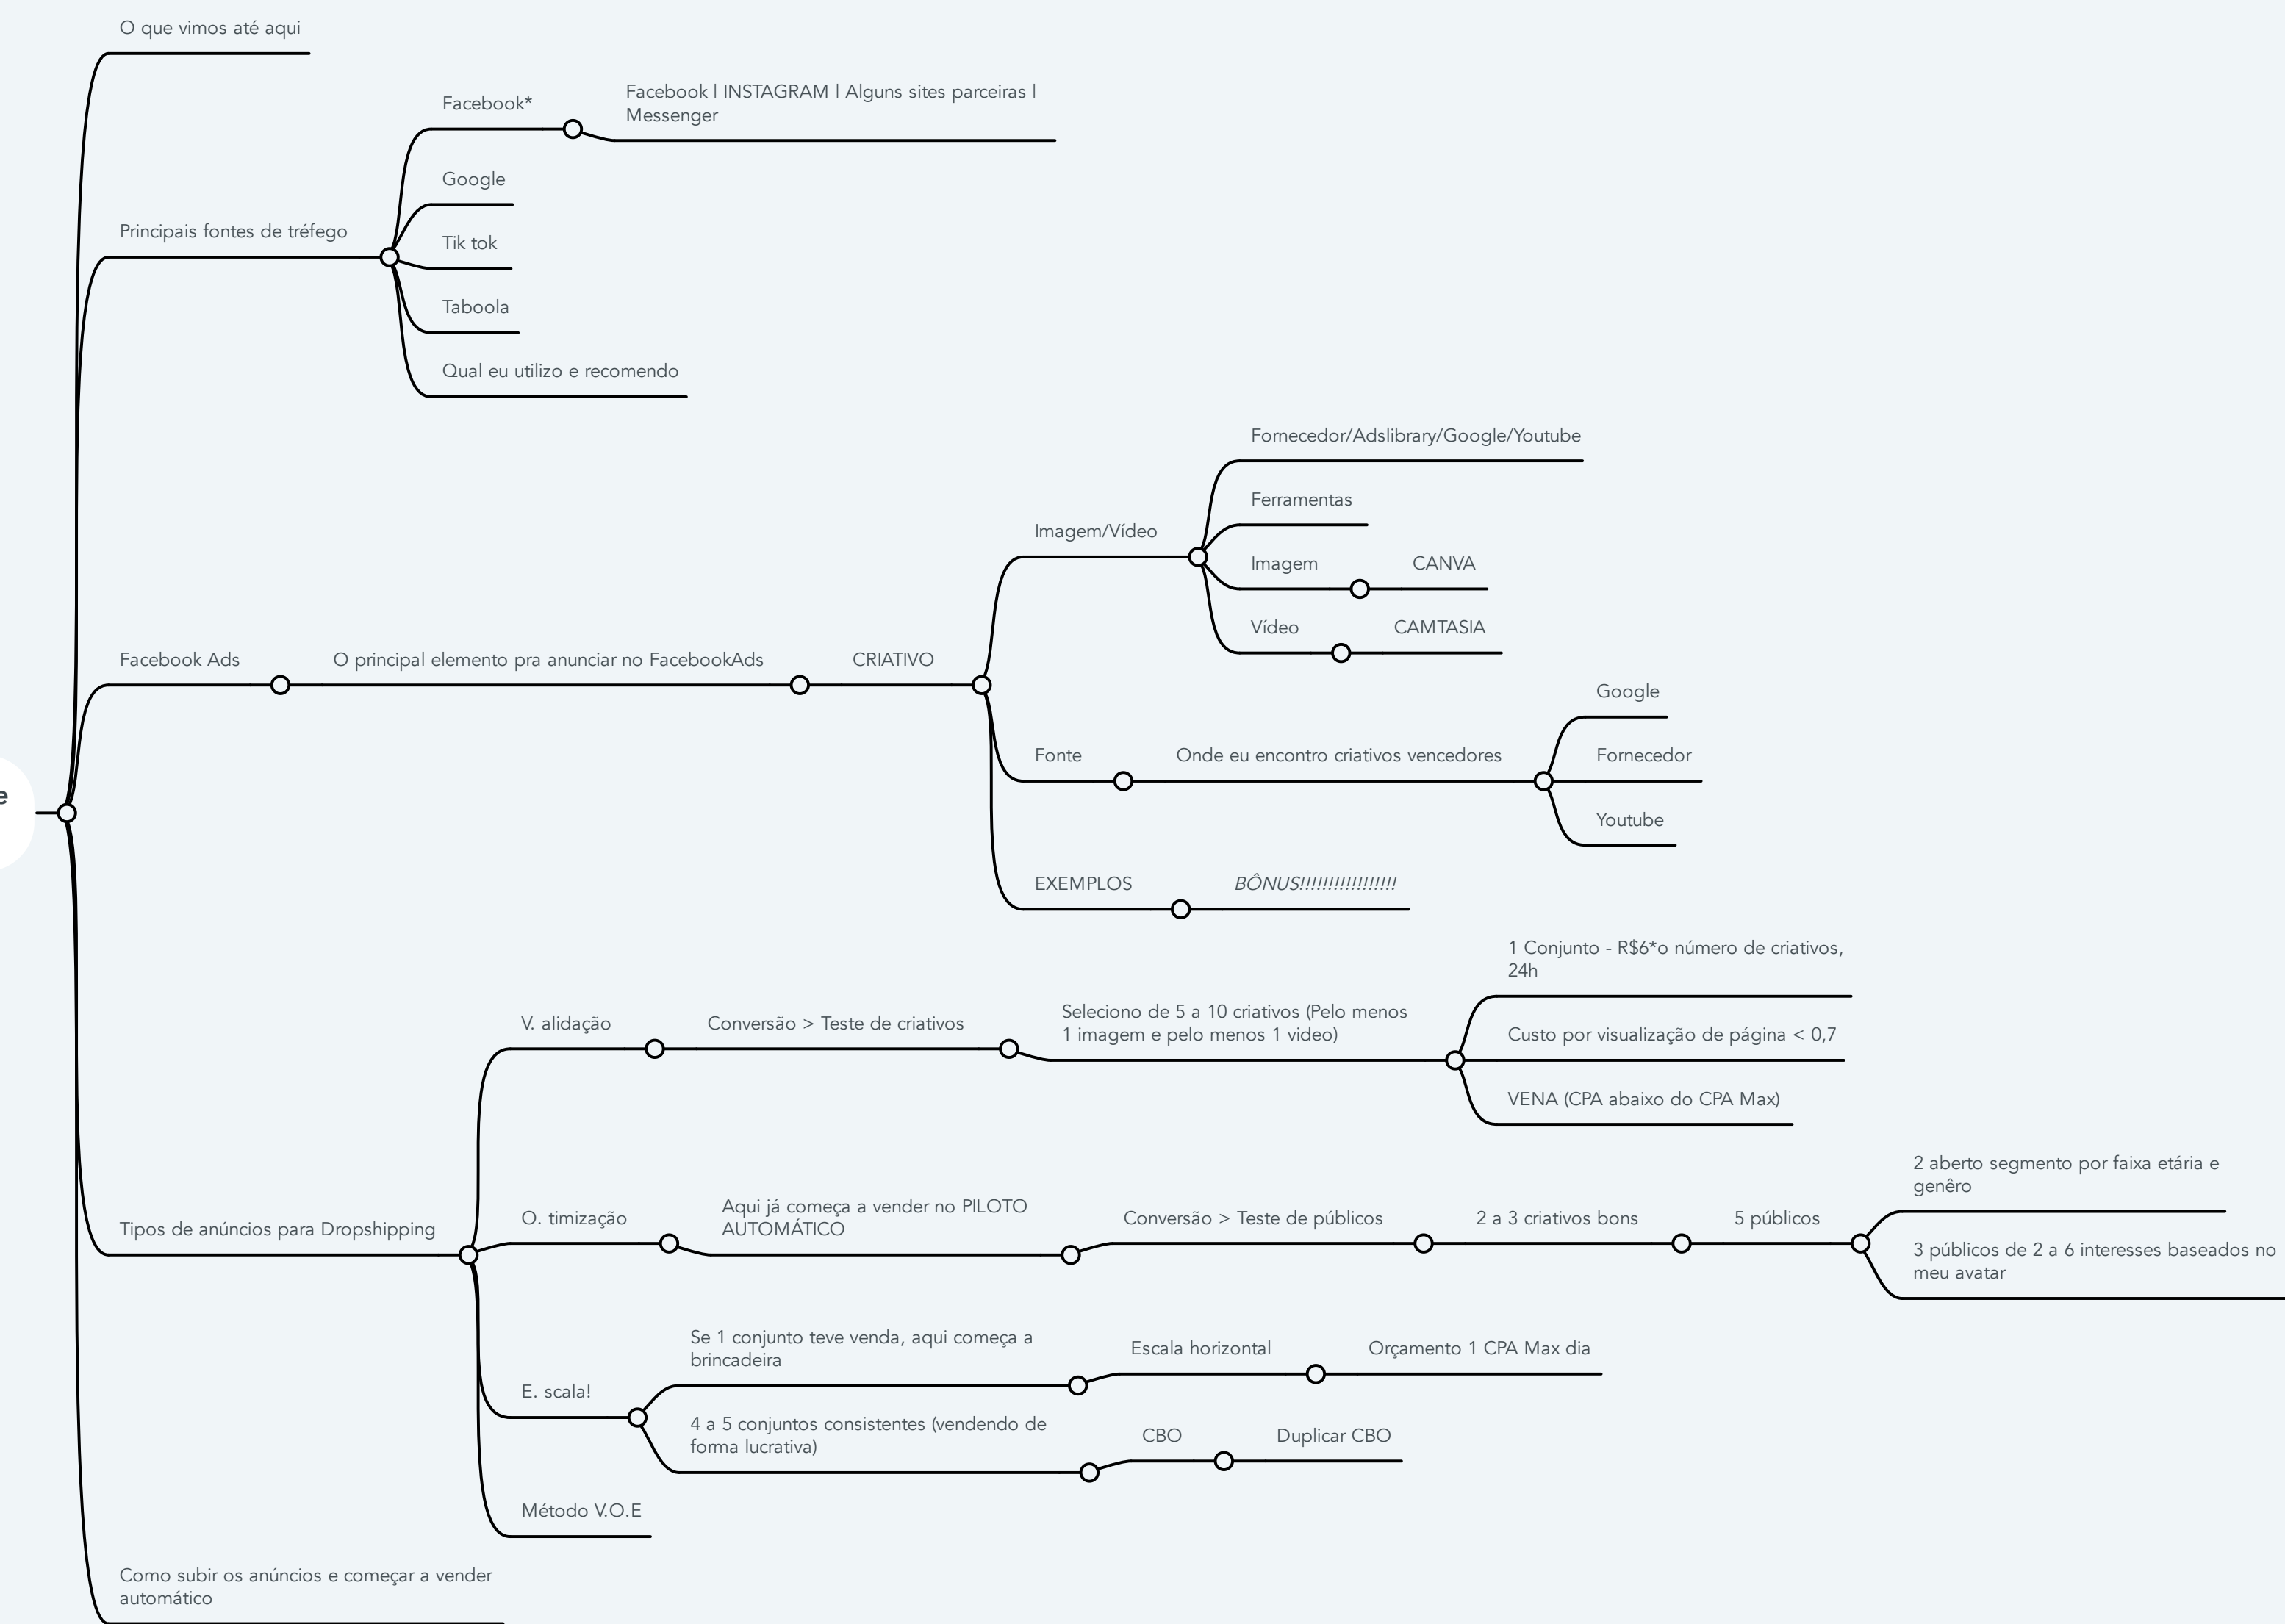 O que vimos até aqui
Principais fontes de tréfego
Facebook*
Facebook | INSTAGRAM | Alguns sites parceiras |
Messenger
Google
Tik tok
Taboola
Qual eu utilizo e recomendo
Facebook Ads
O principal elemento pra anunciar no FacebookAds
CRIATIVO
Imagem/Vídeo
Fornecedor/Adslibrary/Google/Youtube
Ferramentas
Imagem
CANVA
Vídeo
CAMTASIA
Fonte
Onde eu encontro criativos vencedores
Google
Fornecedor
Youtube
EXEMPLOS
BÔNUS!!!!!!!!!!!!!!!!!
e
Tipos de anúncios para Dropshipping
V. alidação
Conversão > Teste de criativos
Seleciono de 5 a 10 criativos (Pelo menos
1 imagem e pelo menos 1 video)
1 Conjunto - R$6*o número de criativos,
24h
Custo por visualização de página < 0,7
VENA (CPA abaixo do CPA Max)
O. timização
Aqui já começa a vender no PILOTO
AUTOMÁTICO
Conversão > Teste de públicos
2 a 3 criativos bons
5 públicos
2 aberto segmento por faixa etária e
genêro
3 públicos de 2 a 6 interesses baseados no
meu avatar
E. scala!
Se 1 conjunto teve venda, aqui começa a
brincadeira
Escala horizontal
Orçamento 1 CPA Max dia
4 a 5 conjuntos consistentes (vendendo de
forma lucrativa)
CBO
Duplicar CBO
Método V.O.E
Como subir os anúncios e começar a vender
automático